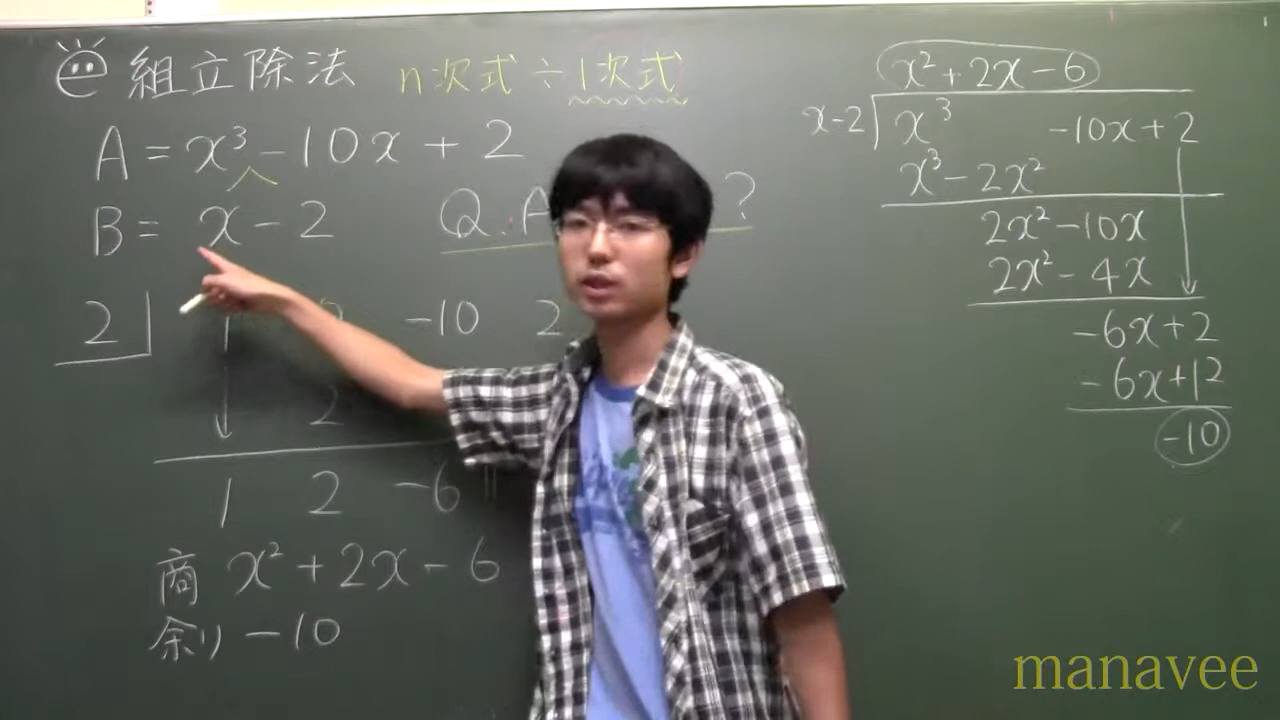 組立除法 n次式÷1次式
A = x³ - 10x + 2
B = x - 2 Q. A ?
2 1 -10 2
2
1 2 -6
商 x² + 2x - 6
余り -10
x² + 2x - 6
x-2 x³ -10x + 2
x³ - 2x²
2x² - 10x
2x² - 4x
-6x + 2
-6x + 12
-10
manavee